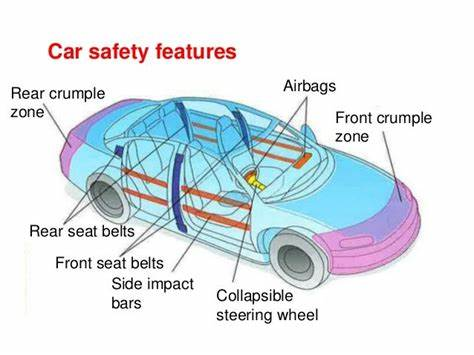 Car safety features
Rear crumple
zone
Airbags
Front crumple
zone
Rear seat belts
Front seat belts
Side impact
bars
Collapsible
steering wheel